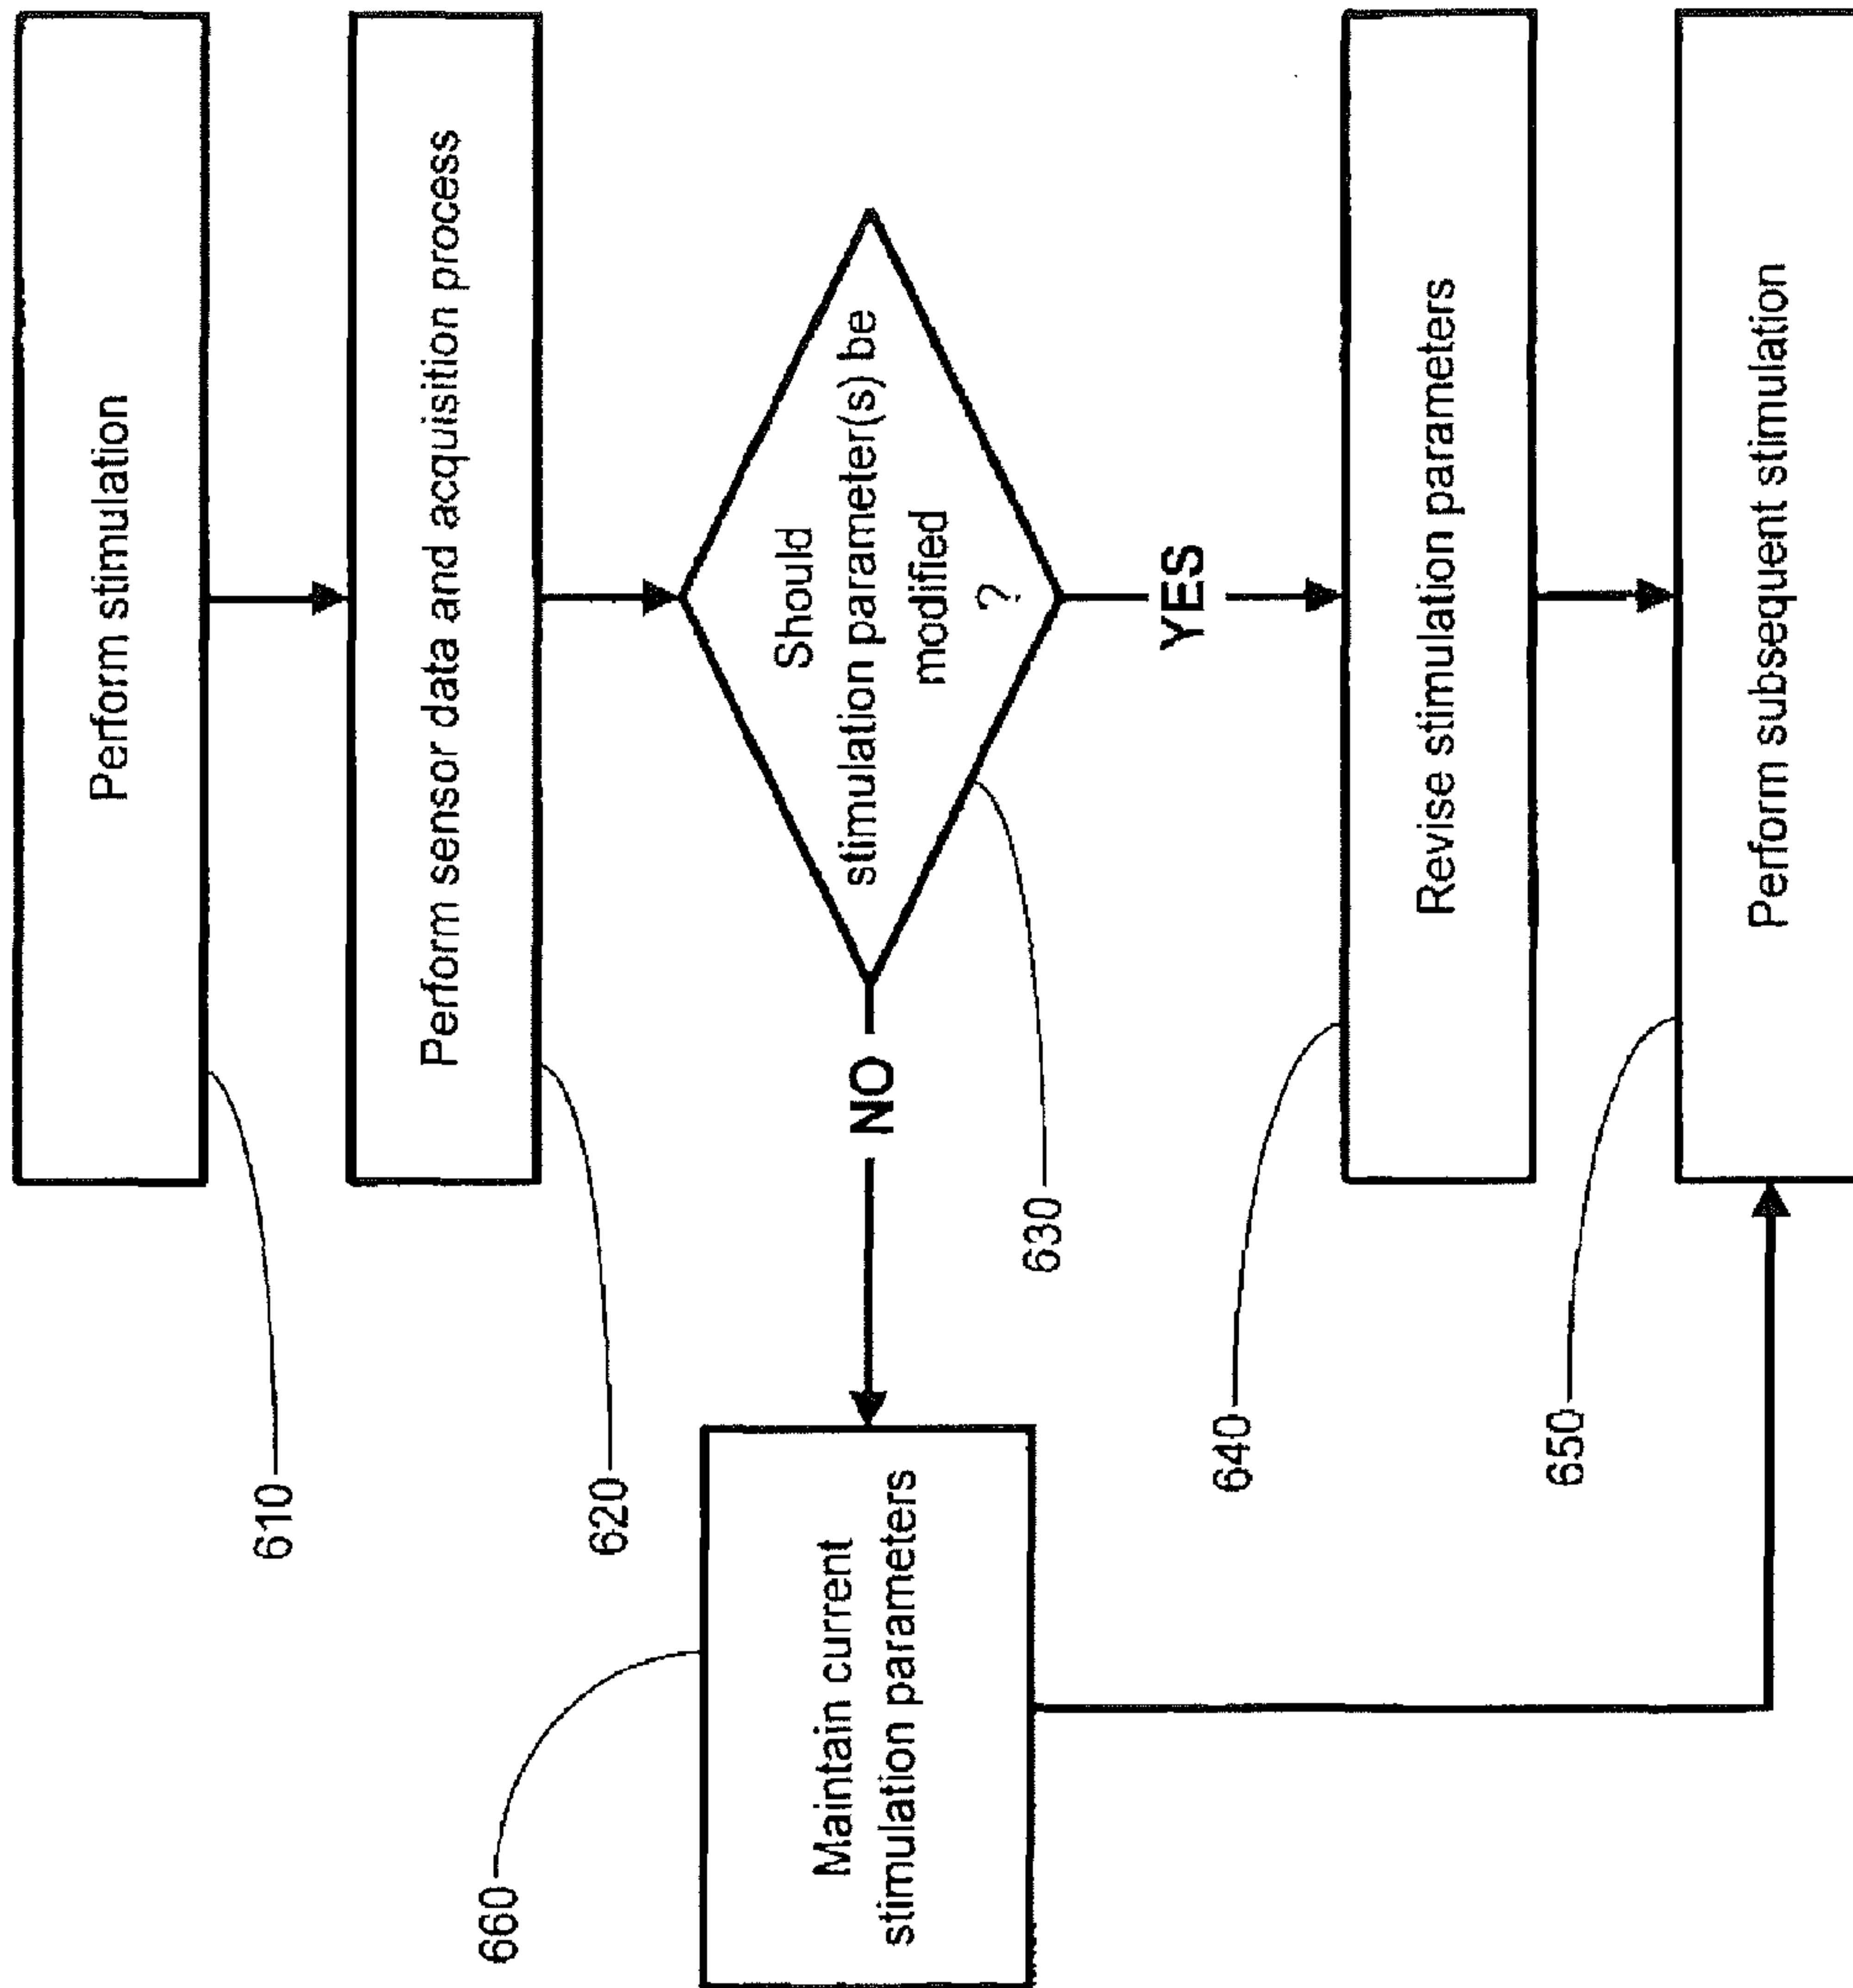 Perform stimulation
610
Perform sensor data and acquisition process
620
Should
stimulation parameter(s) be
modified
?
630
NO
YES
Maintain current
stimulation parameters
660
Revise stimulation parameters
640
Perform subsequent stimulation
650